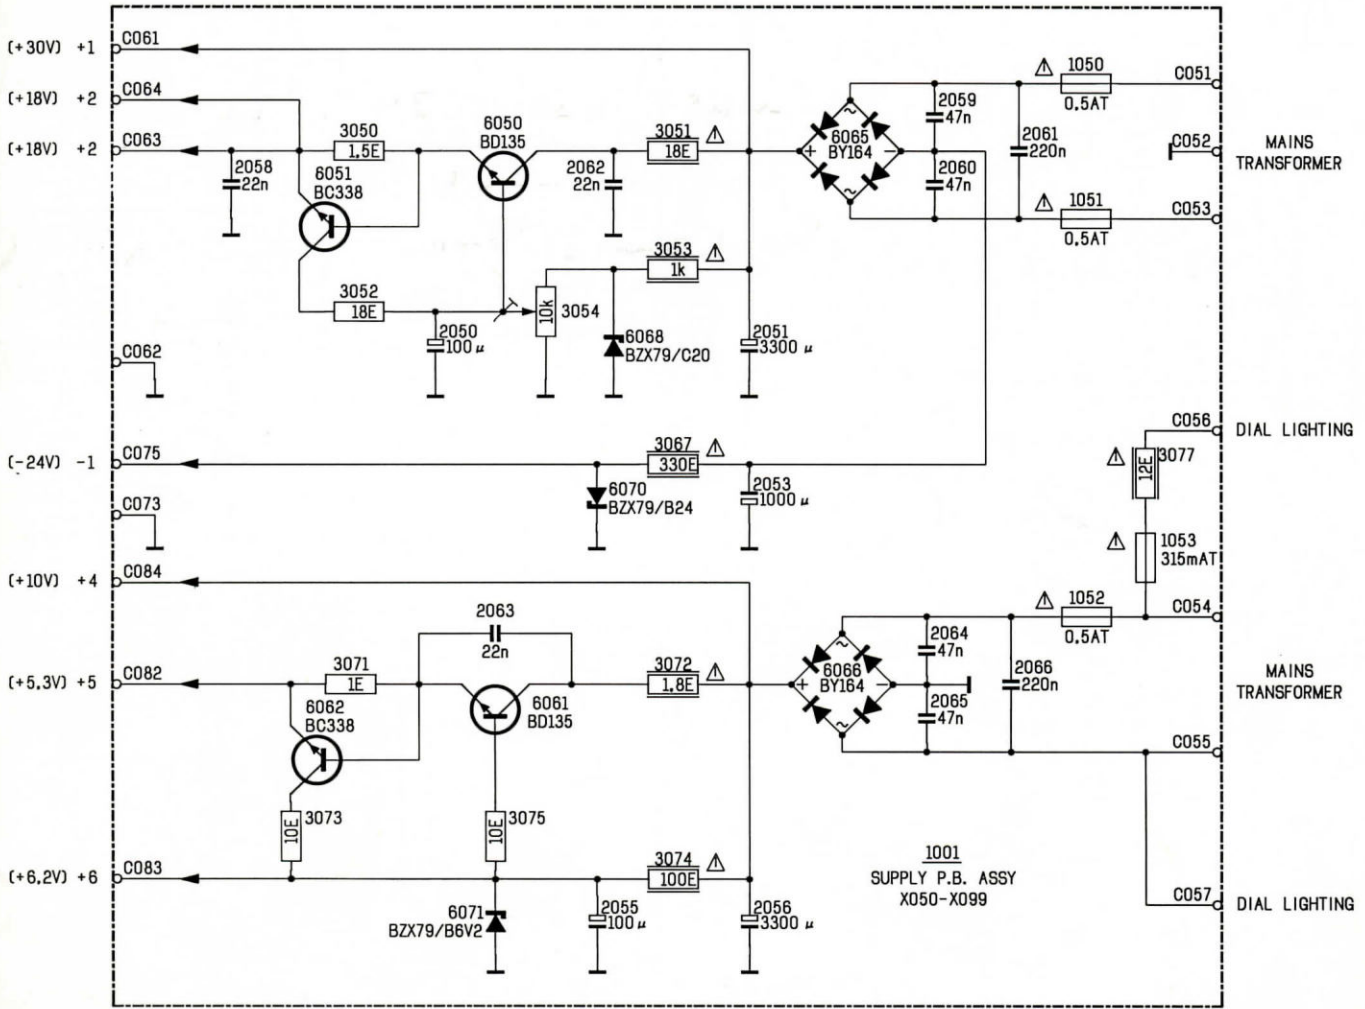 (+30V) +1 C061
(+18V) +2 C064
(+18V) +2 C063
C062
(-24V) -1 C075
C073
(+10V) +4 C084
(+5,3V) +5 C082
(+6,2V) +6 C083
2058
22n
6051
BC338
3050
1,5E
6050
BD135
2062
22n
3051
18E
3052
18E
2050
100 µ
10k
3054
3053
1k
6068
BZX79/C20
2051
3300 µ
+
~
6065
BY164
~
−
2059
47n
2060
47n
2061
220n
1050
0.5AT
1051
0.5AT
C051
C052
C053
MAINS
TRANSFORMER
3067
330E
6070
BZX79/B24
2053
1000 µ
C056
DIAL LIGHTING
12E
3077
1053
315mAT
2063
22n
3071
1E
6062
BC338
6061
BD135
3072
1,8E
10E
3073
10E
3075
3074
100E
6071
BZX79/B6V2
2055
100 µ
2056
3300 µ
+
~
6066
BY164
~
−
2064
47n
2065
47n
2066
220n
1052
0.5AT
C054
C055
MAINS
TRANSFORMER
C057
DIAL LIGHTING
1001
SUPPLY P.B. ASSY
X050-X099